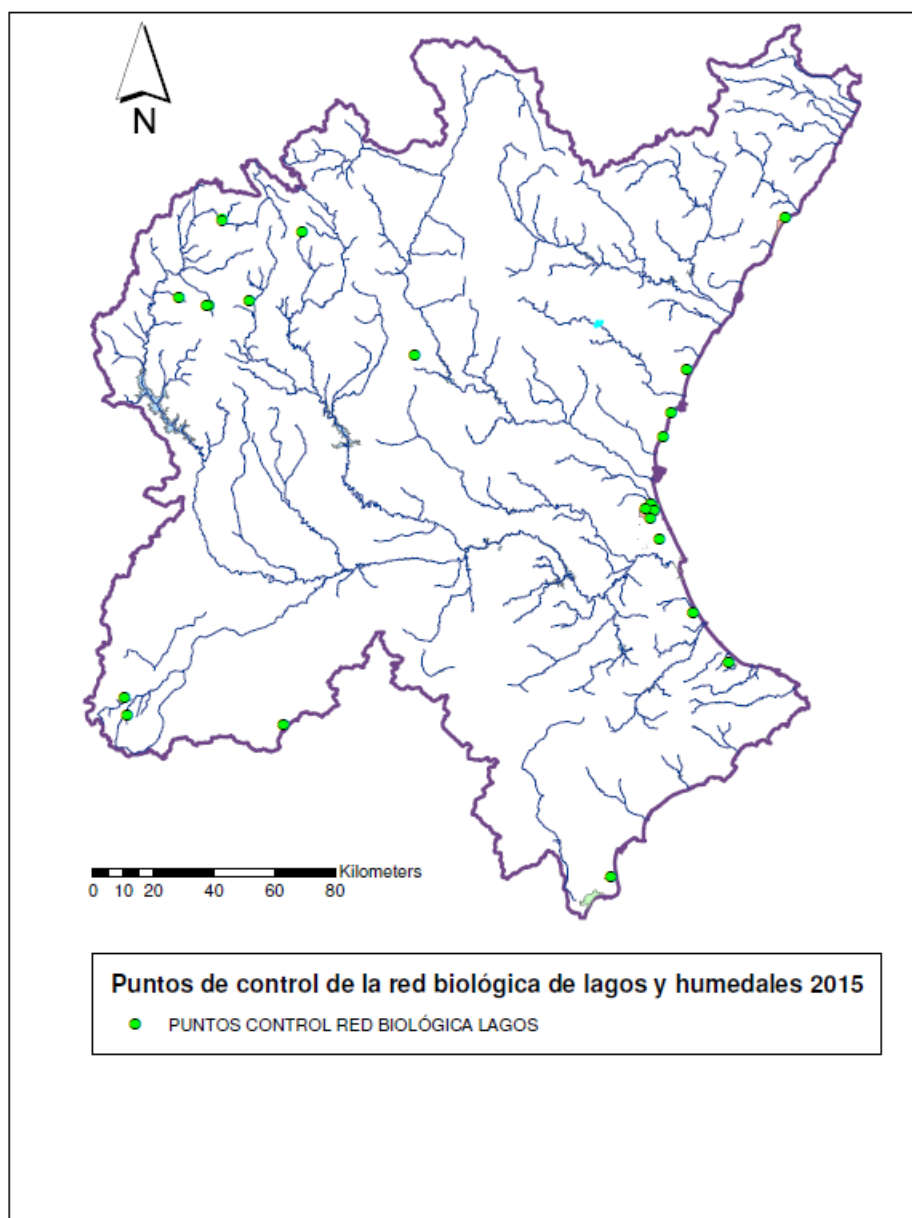 N
Kilometers
0 10 20 40 60 80
Puntos de control de la red biológica de lagos y humedales 2015
PUNTOS CONTROL RED BIOLÓGICA LAGOS